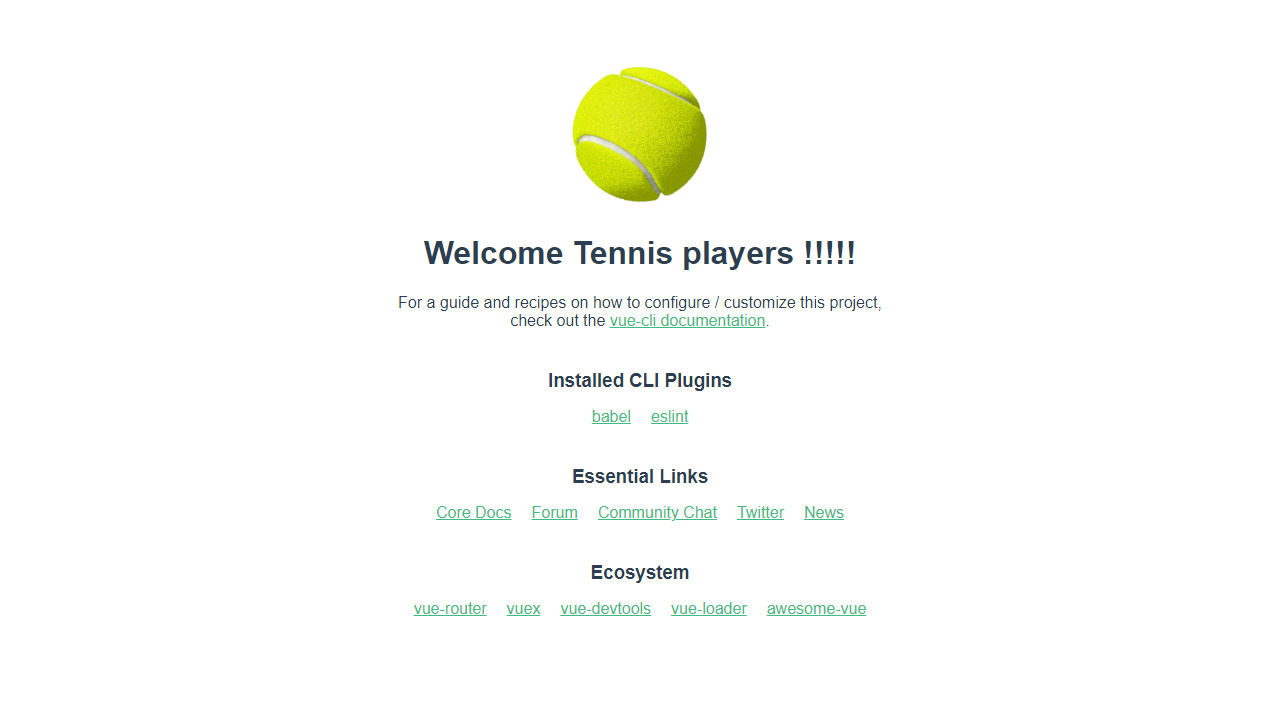 Welcome Tennis players !!!!!
For a guide and recipes on how to configure / customize this project,
check out the vue-cli documentation.
Installed CLI Plugins
babel eslint
Essential Links
Core Docs Forum Community Chat Twitter News
Ecosystem
vue-router vuex vue-devtools vue-loader awesome-vue